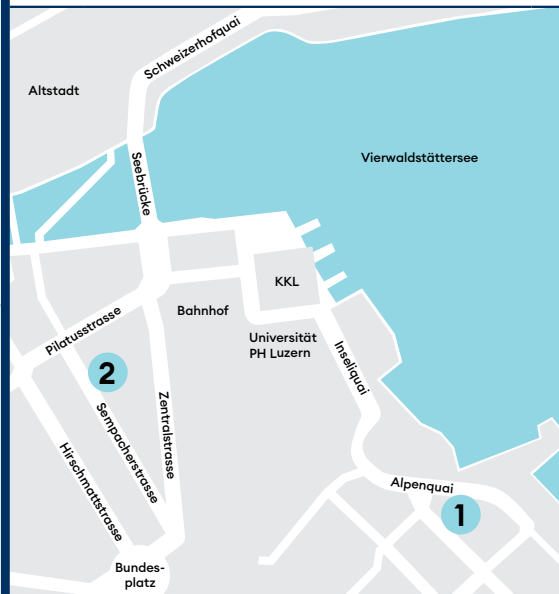 Schweizerhofquai
Altstadt
Seebrücke
Vierwaldstättersee
KKL
Bahnhof
Universität
PH Luzern
Pilatusstrasse
Inseliquai
2
Sempacherstrasse
Zentralstrasse
Hirschmattstrasse
Alpenquai
1
Bundes-
platz